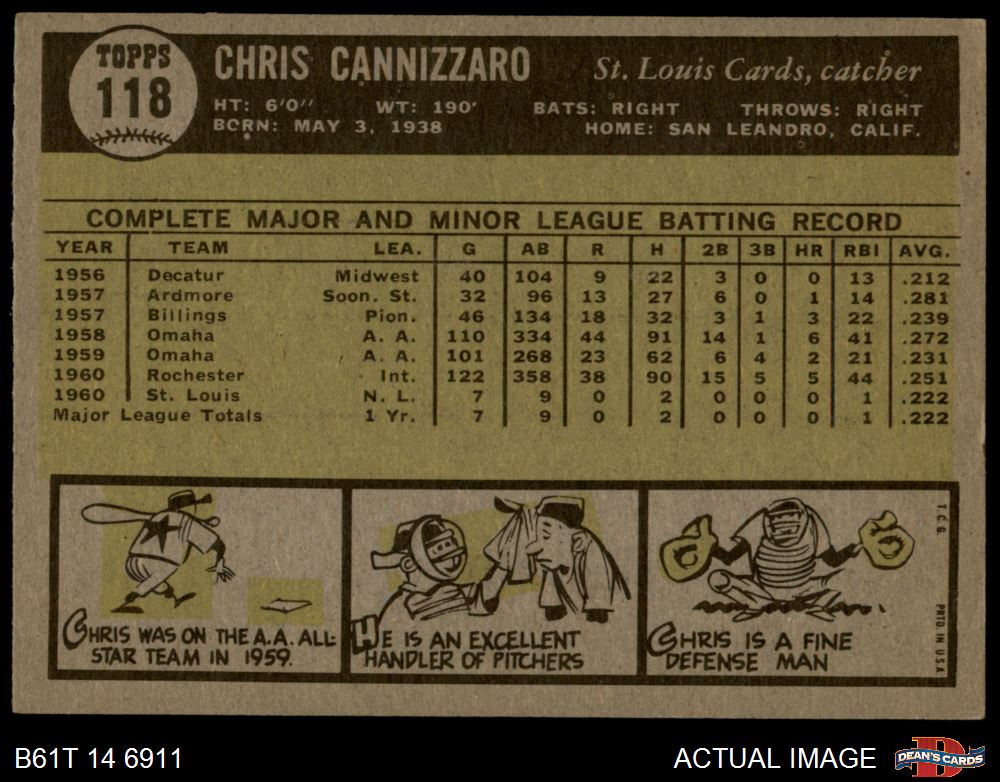 TOPPS
118
CHRIS CANNIZZARO St. Louis Cards, catcher
HT: 6'0" WT: 190' BATS: RIGHT THROWS: RIGHT
BORN: MAY 3, 1938 HOME: SAN LEANDRO, CALIF.
COMPLETE MAJOR AND MINOR LEAGUE BATTING RECORD
YEAR TEAM LEA. G AB R H 2B 3B HR RBI AVG.
1956 Decatur Midwest 40 104 9 22 3 0 0 13 .212
1957 Ardmore Soon. St. 32 96 13 27 6 0 1 14 .281
1957 Billings Pion. 46 134 18 32 3 1 3 22 .239
1958 Omaha A. A. 110 334 44 91 14 1 6 41 .272
1959 Omaha A. A. 101 268 23 62 6 4 2 21 .231
1960 Rochester Int. 122 358 38 90 15 5 5 44 .251
1960 St. Louis N. L. 7 9 0 2 0 0 0 1 .222
Major League Totals 1 Yr. 7 9 0 2 0 0 0 1 .222
CHRIS WAS ON THE A.A. ALL-
STAR TEAM IN 1959.
HE IS AN EXCELLENT
HANDLER OF PITCHERS
CHRIS IS A FINE
DEFENSE MAN
T.C.G.
PRTD IN USA
B61T 14 6911
ACTUAL IMAGE
D
DEAN'S CARDS